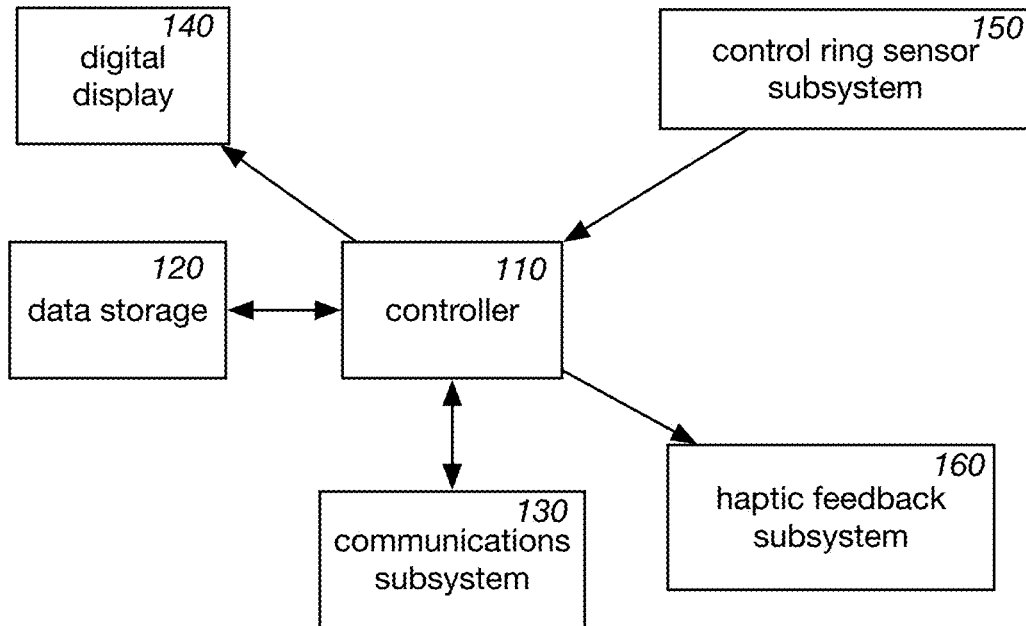 140
digital
display
150
control ring sensor
subsystem
120
data storage
110
controller
130
communications
subsystem
160
haptic feedback
subsystem